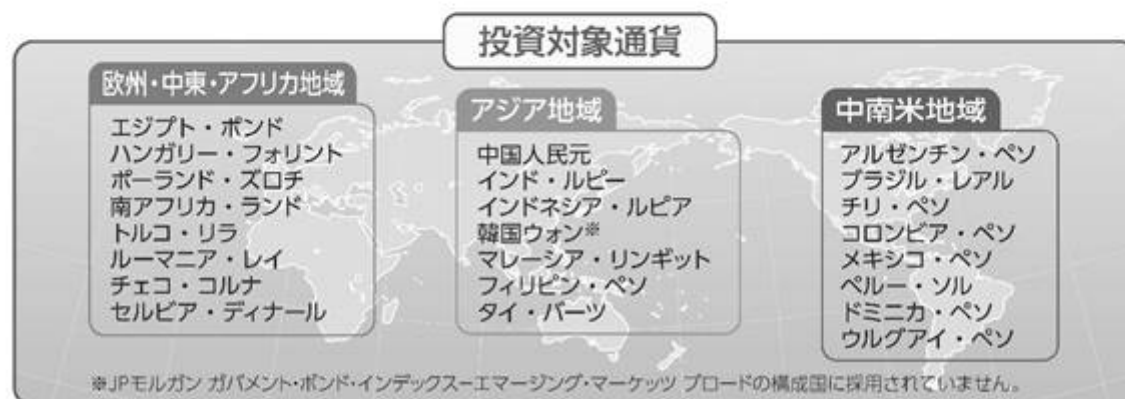 投資対象通貨
欧州・中東・アフリカ地域
エジプト・ポンド
ハンガリー・フォリント
ポーランド・ズロチ
南アフリカ・ランド
トルコ・リラ
ルーマニア・レイ
チェコ・コルナ
セルビア・ディナール
アジア地域
中国人民元
インド・ルピー
インドネシア・ルピア
韓国ウォン※
マレーシア・リンギット
フィリピン・ペソ
タイ・バーツ
中南米地域
アルゼンチン・ペソ
ブラジル・レアル
チリ・ペソ
コロンビア・ペソ
メキシコ・ペソ
ペルー・ソル
ドミニカ・ペソ
ウルグアイ・ペソ
※JPモルガン ガバメント・ボンド・インデックス-エマージング・マーケッツ ブロードの構成国に採用されていません。